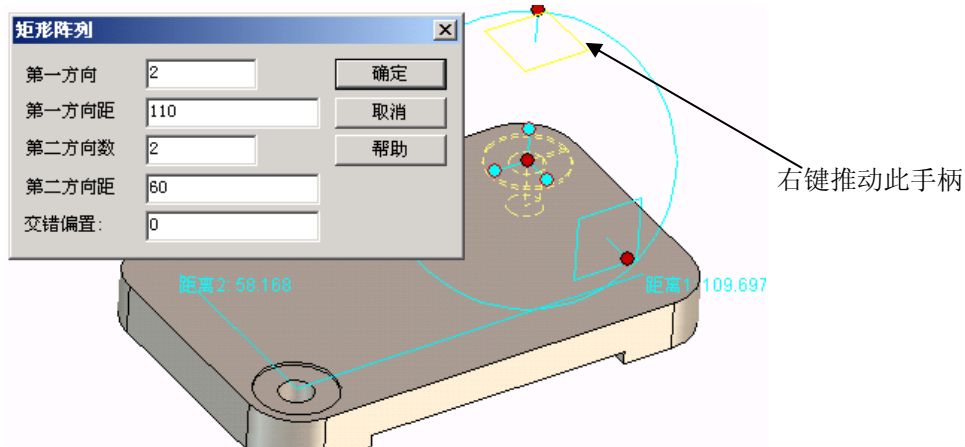 矩形阵列
第一方向 2
确定
第一方向距 110
取消
第二方向数 2
帮助
第二方向距 60
交错偏置: 0
右键推动此手柄
距离2: 58.168
距离1: 109.697